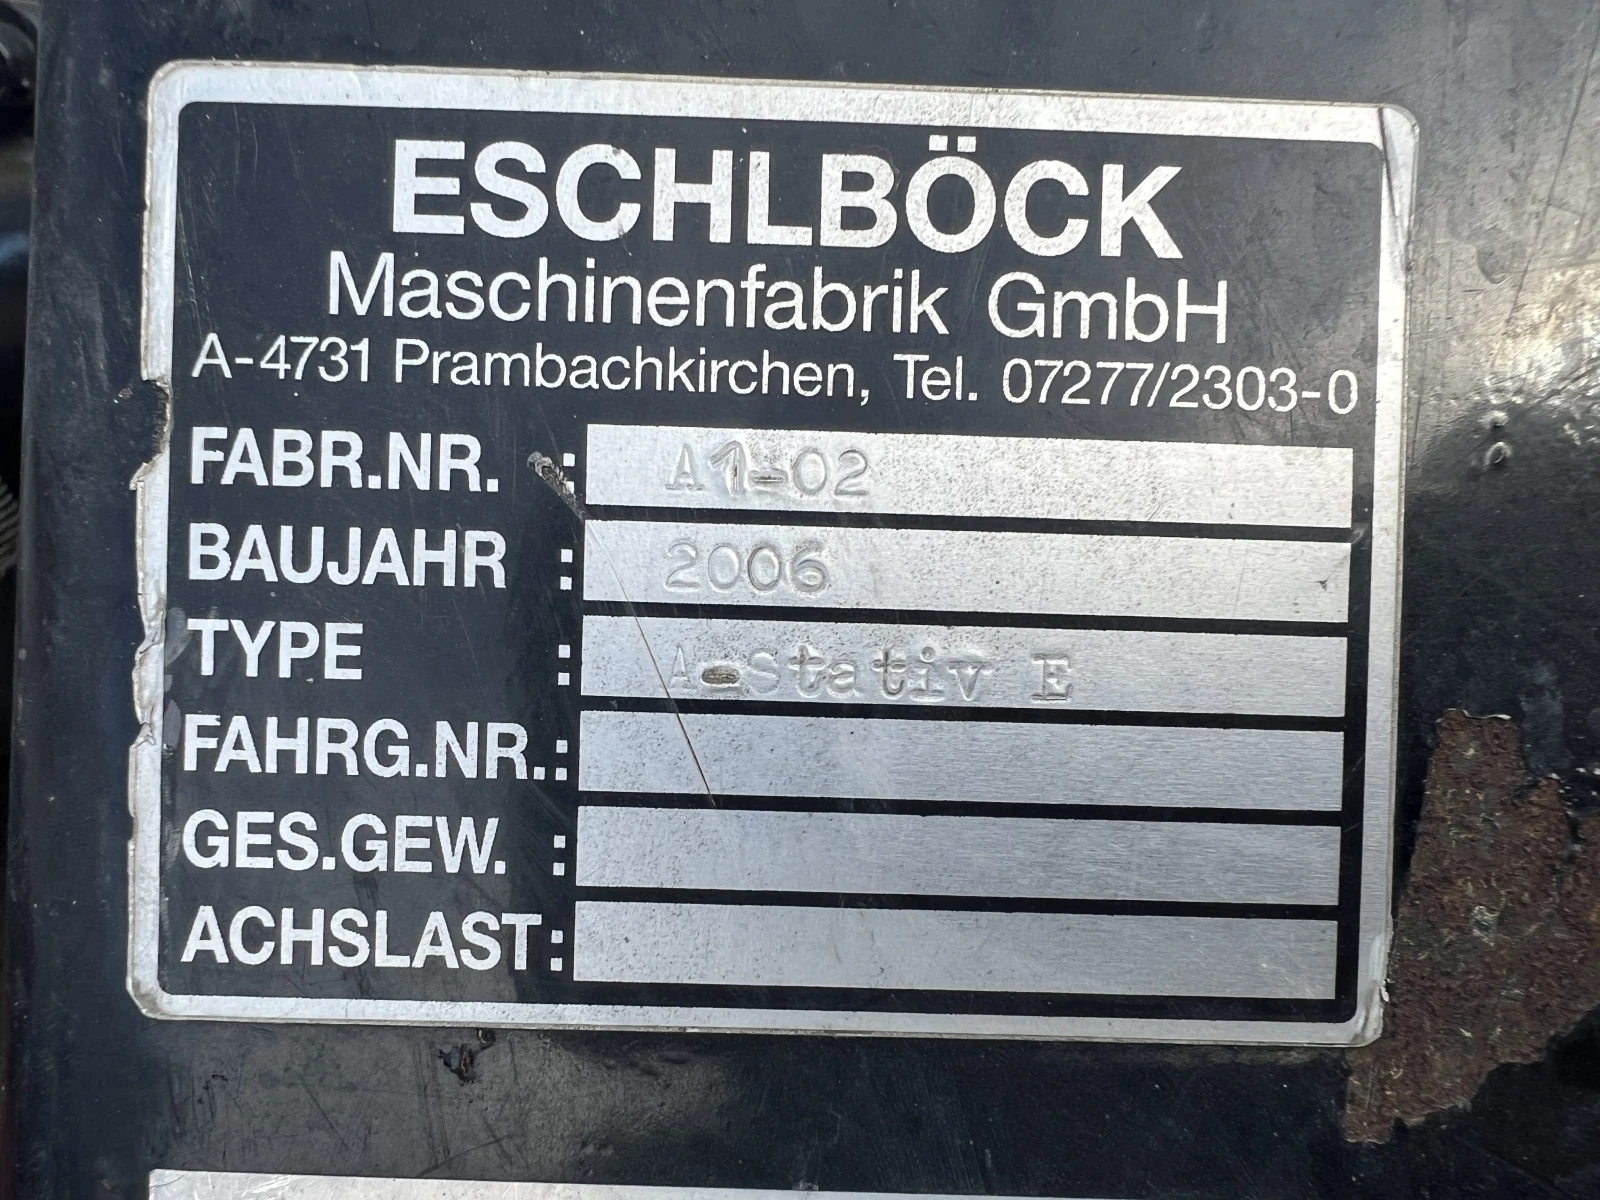 ESCHLBÖCK
Maschinenfabrik GmbH
A-4731 Prambachkirchen, Tel. 07277/2303-0
FABR.NR. : A1-02
BAUJAHR : 2006
TYPE : A-Stativ E
FAHRG.NR.:
GES.GEW. :
ACHSLAST: